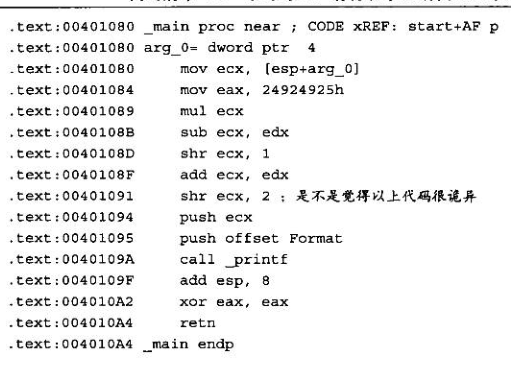 .text:00401080 _main proc near ; CODE xREF: start+AF p
.text:00401080 arg_0= dword ptr 4
.text:00401080 mov ecx, [esp+arg_0]
.text:00401084 mov eax, 24924925h
.text:00401089 mul ecx
.text:0040108B sub ecx, edx
.text:0040108D shr ecx, 1
.text:0040108F add ecx, edx
.text:00401091 shr ecx, 2 ; 是不是觉得以上代码很诡异
.text:00401094 push ecx
.text:00401095 push offset Format
.text:0040109A call _printf
.text:0040109F add esp, 8
.text:004010A2 xor eax, eax
.text:004010A4 retn
.text:004010A4 _main endp